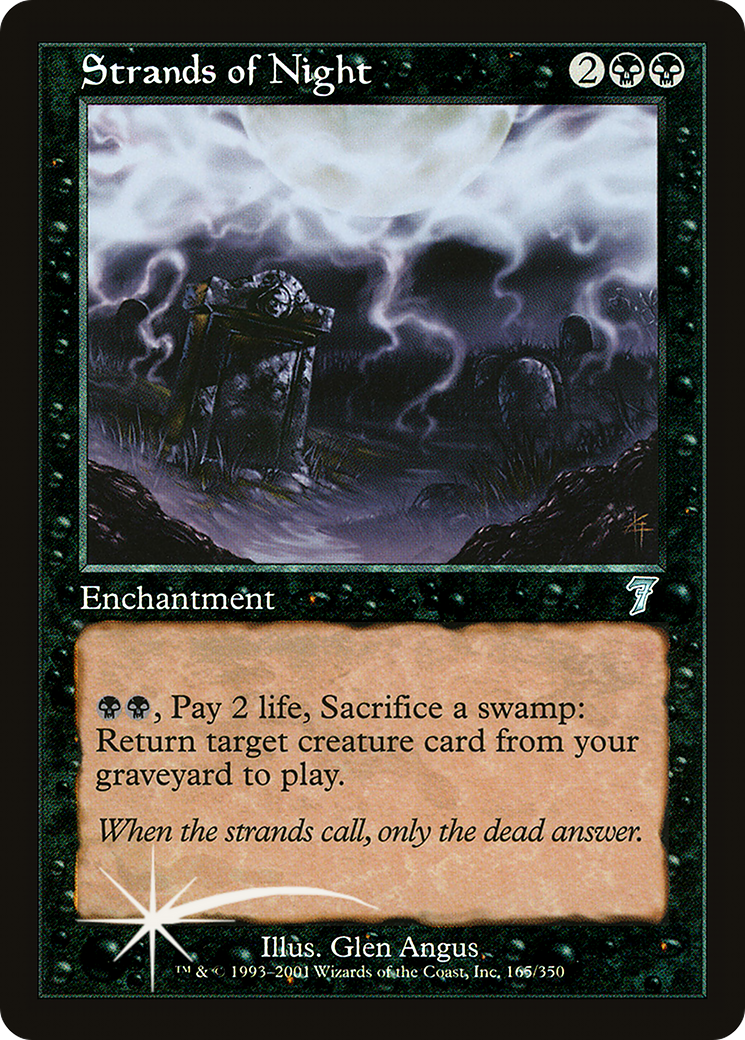 Strands of Night 2
Enchantment 7
, Pay 2 life, Sacrifice a swamp:
Return target creature card from your
graveyard to play.
When the strands call, only the dead answer.
Illus. Glen Angus
™ & © 1993–2001 Wizards of the Coast, Inc. 165/350